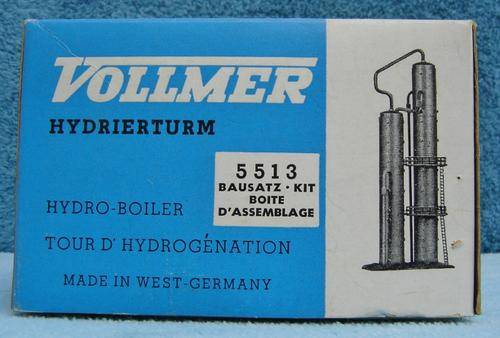 VOLLMER
HYDRIERTURM
5513
BAUSATZ · KIT
BOITE
D'ASSEMBLAGE
HYDRO-BOILER
TOUR D' HYDROGÉNATION
MADE IN WEST-GERMANY